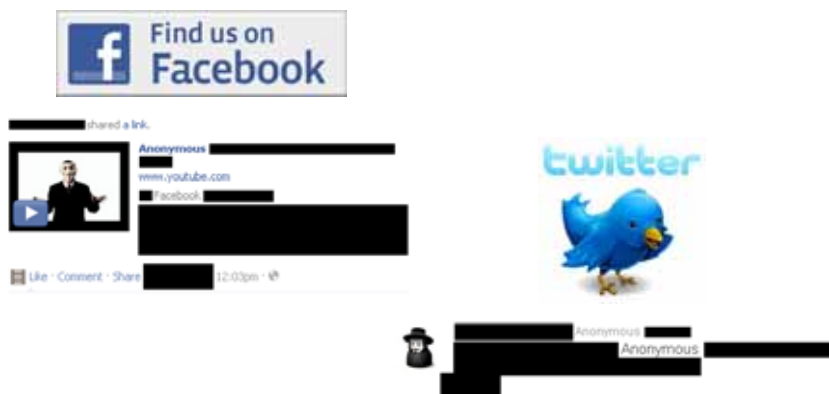 Find us on
Facebook
shared a link.
Anonymous
www.youtube.com
Facebook
Like · Comment · Share 12:03pm ·
twitter
Anonymous
Anonymous